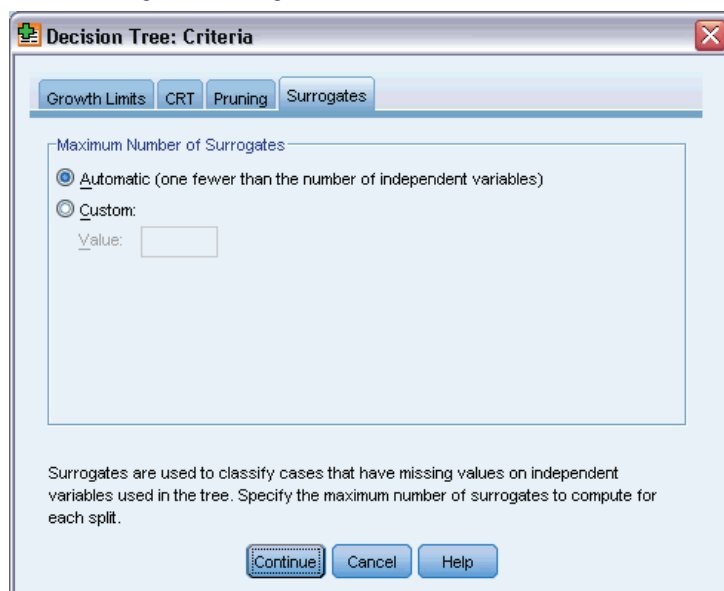 Decision Tree: Criteria
Growth Limits CRT Pruning Surrogates
Maximum Number of Surrogates
Automatic (one fewer than the number of independent variables)
Custom:
Value:
Surrogates are used to classify cases that have missing values on independent
variables used in the tree. Specify the maximum number of surrogates to compute for
each split.
Continue Cancel Help